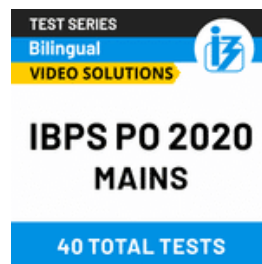 TEST SERIES
Bilingual
VIDEO SOLUTIONS
IBPS PO 2020
MAINS
40 TOTAL TESTS